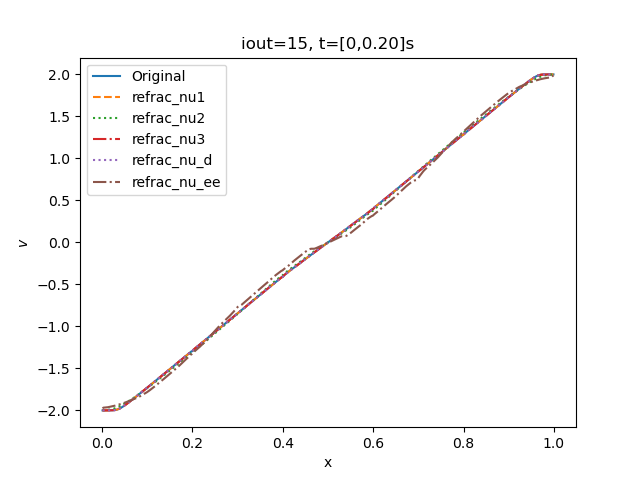 iout=15, t=[0,0.20]s
Original
refrac_nu1
refrac_nu2
refrac_nu3
refrac_nu_d
refrac_nu_ee
2.0
1.5
1.0
0.5
0.0
−0.5
−1.0
−1.5
−2.0
v
0.0 0.2 0.4 0.6 0.8 1.0
x